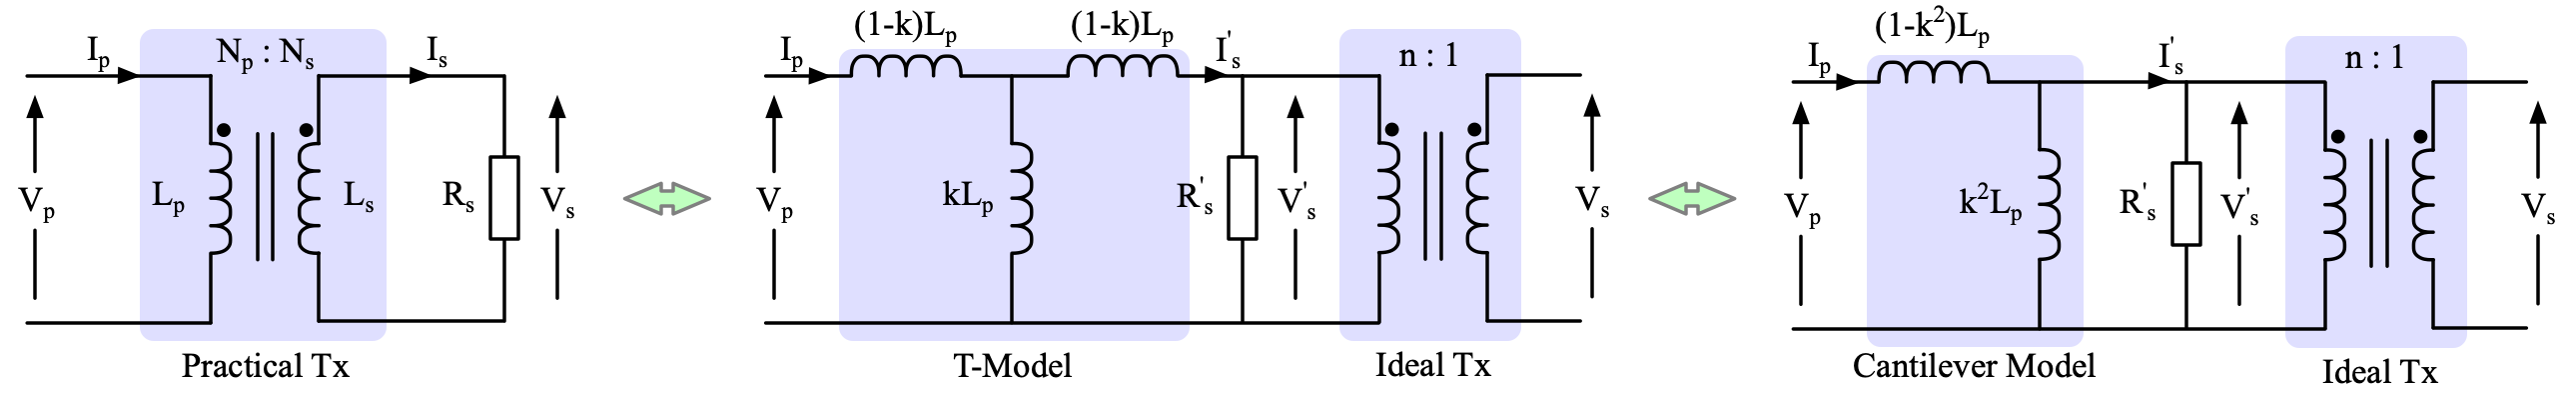 I_p
N_p : N_s
I_s
V_p
L_p
L_s
R_s
V_s
Practical Tx
(1-k)L_p
(1-k)L_p
I_p
I'_s
n : 1
V_p
kL_p
R'_s
V'_s
V_s
T-Model
Ideal Tx
(1-k²)L_p
I_p
I'_s
n : 1
V_p
k²L_p
R'_s
V'_s
V_s
Cantilever Model
Ideal Tx